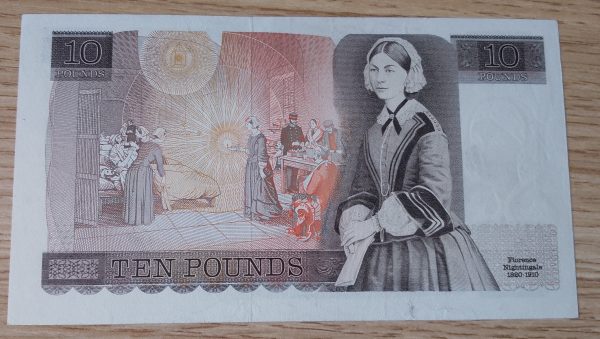 10
POUNDS
10
POUNDS
TEN POUNDS
Florence
Nightingale
1820-1910